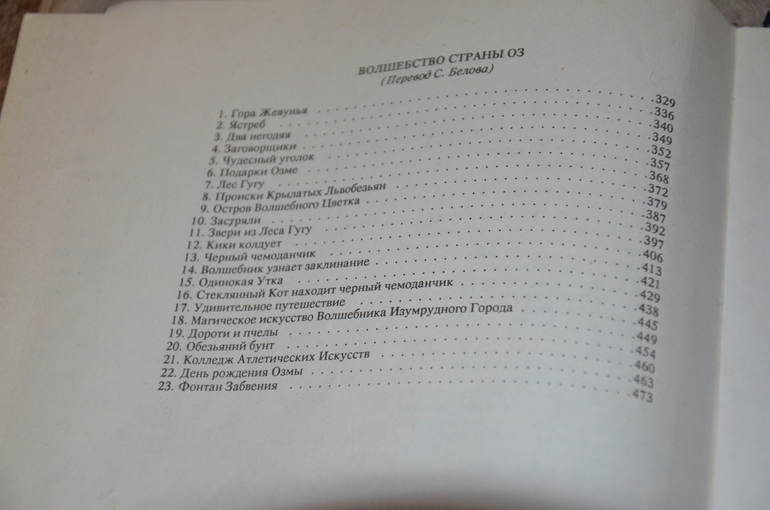 ВОЛШЕБСТВО СТРАНЫ ОЗ
(Перевод С. Белова)
1. Гора Жевунья . . . . . . . . . . 329
2. Ястреб . . . . . . . . . . 336
3. Два негодяя . . . . . . . . . . 340
4. Заговорщики . . . . . . . . . . 349
5. Чудесный уголок . . . . . . . . . . 352
6. Подарки Озме . . . . . . . . . . 357
7. Лес Гугу . . . . . . . . . . 368
8. Происки Крылатых Львобезьян . . . . . . . . . . 372
9. Остров Волшебного Цветка . . . . . . . . . . 379
10. Застряли . . . . . . . . . . 387
11. Звери из Леса Гугу . . . . . . . . . . 392
12. Кики колдует . . . . . . . . . . 397
13. Черный чемоданчик . . . . . . . . . . 406
14. Волшебник узнает заклинание . . . . . . . . . . 413
15. Одинокая Утка . . . . . . . . . . 421
16. Стеклянный Кот находит черный чемоданчик . . . . . . . . . . 429
17. Удивительное путешествие . . . . . . . . . . 438
18. Магическое искусство Волшебника Изумрудного Города . . . . . . . . . . 445
19. Дороти и пчелы . . . . . . . . . . 449
20. Обезьяний бунт . . . . . . . . . . 454
21. Колледж Атлетических Искусств . . . . . . . . . . 460
22. День рождения Озмы . . . . . . . . . . 463
23. Фонтан Забвения . . . . . . . . . . 473